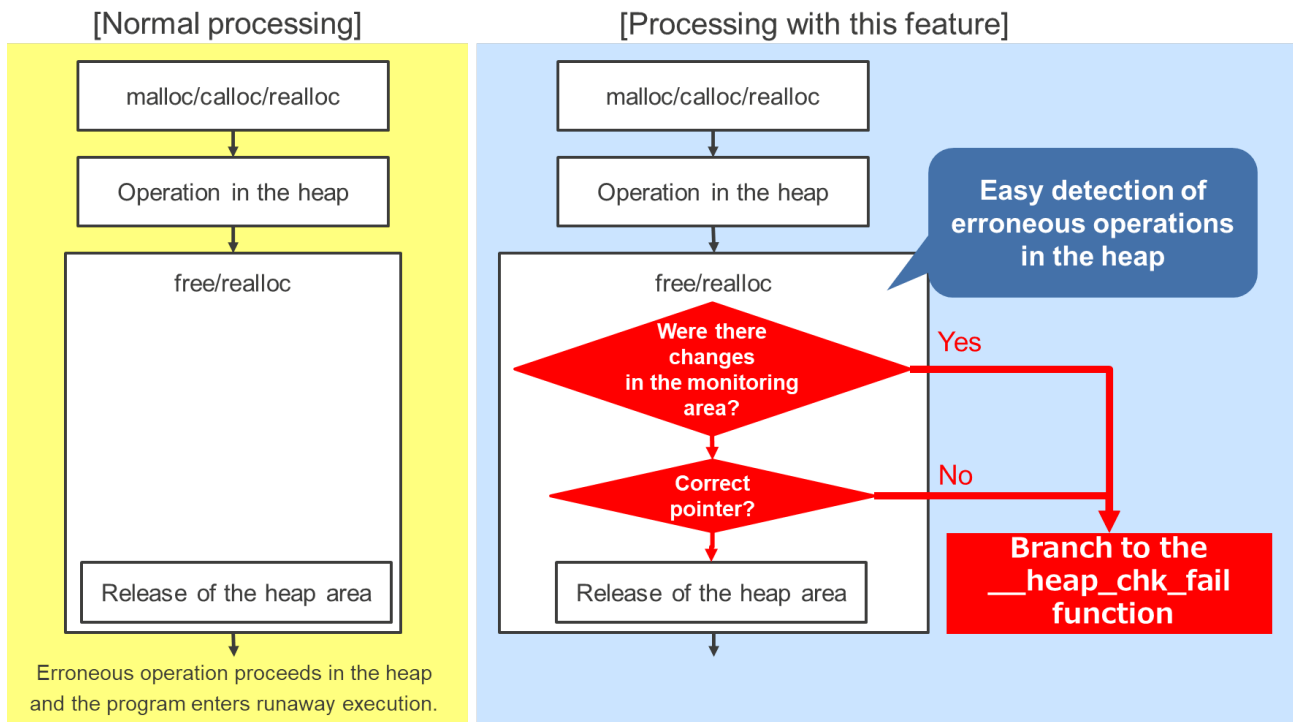 [Normal processing]
malloc/calloc/realloc
Operation in the heap
free/realloc
Release of the heap area
Erroneous operation proceeds in the heap
and the program enters runaway execution.
[Processing with this feature]
malloc/calloc/realloc
Operation in the heap
Easy detection of
erroneous operations
in the heap
free/realloc
Were there
changes
in the monitoring
area?
Yes
Correct
pointer?
No
Release of the heap area
Branch to the
__heap_chk_fail
function